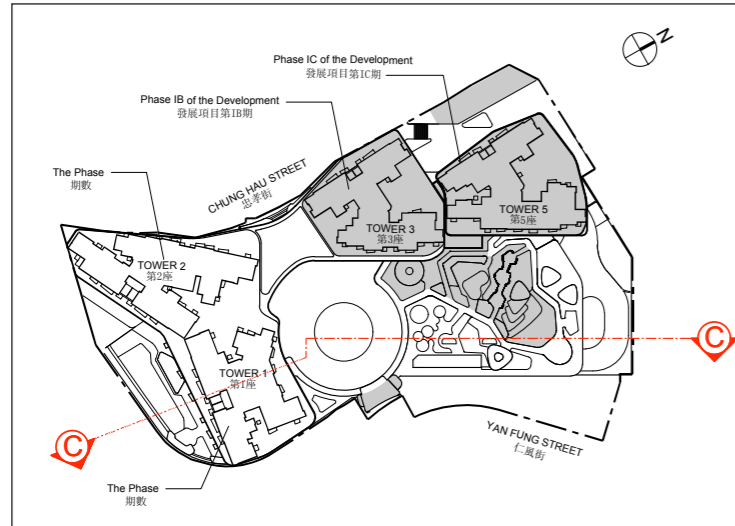 N
Phase IC of the Development
發展項目第IC期
Phase IB of the Development
發展項目第IB期
The Phase
期數
CHUNG HAU STREET
忠孝街
TOWER 5
第5座
TOWER 3
第3座
TOWER 2
第2座
TOWER 1
第1座
C
C
YAN FUNG STREET
仁風街
The Phase
期數